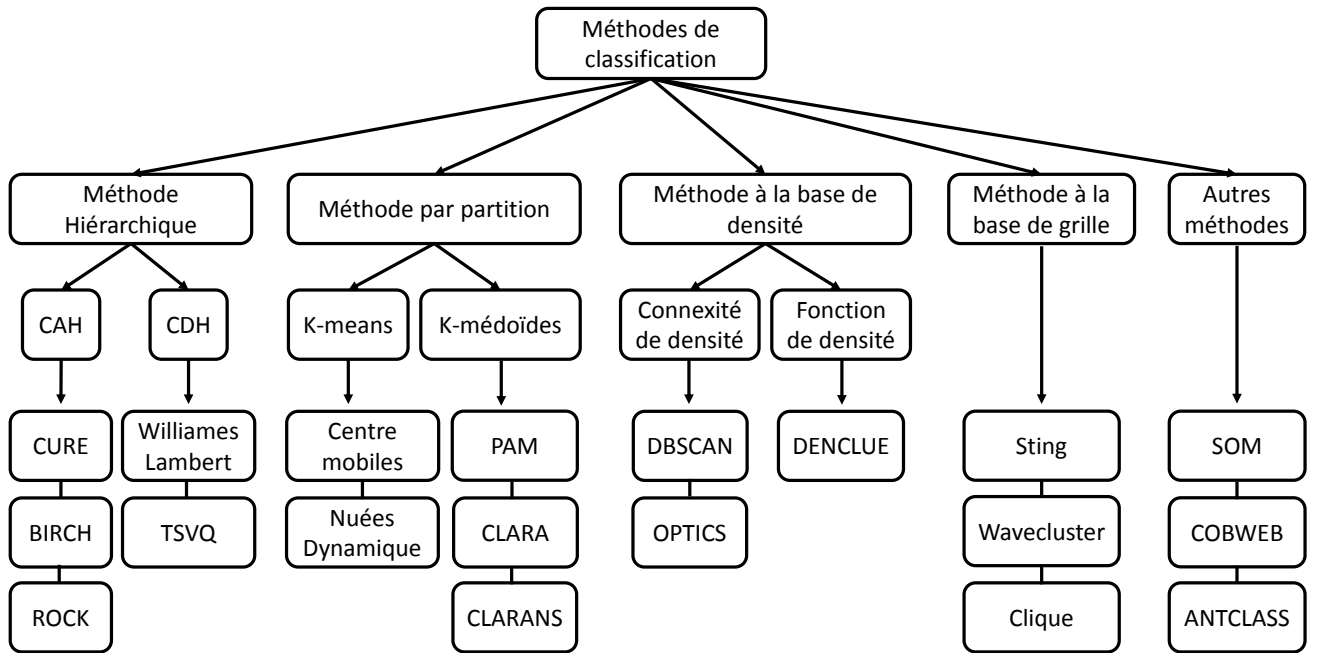 Méthodes de
classification
Méthode
Hiérarchique
Méthode par partition
Méthode à la base de
densité
Méthode à la
base de grille
Autres
méthodes
CAH
CDH
K-means
K-médoïdes
Connexité
de densité
Fonction
de densité
CURE
Williames
Lambert
Centre
mobiles
PAM
DBSCAN
DENCLUE
Sting
SOM
BIRCH
TSVQ
Nuées
Dynamique
CLARA
OPTICS
Wavecluster
COBWEB
ROCK
CLARANS
Clique
ANTCLASS